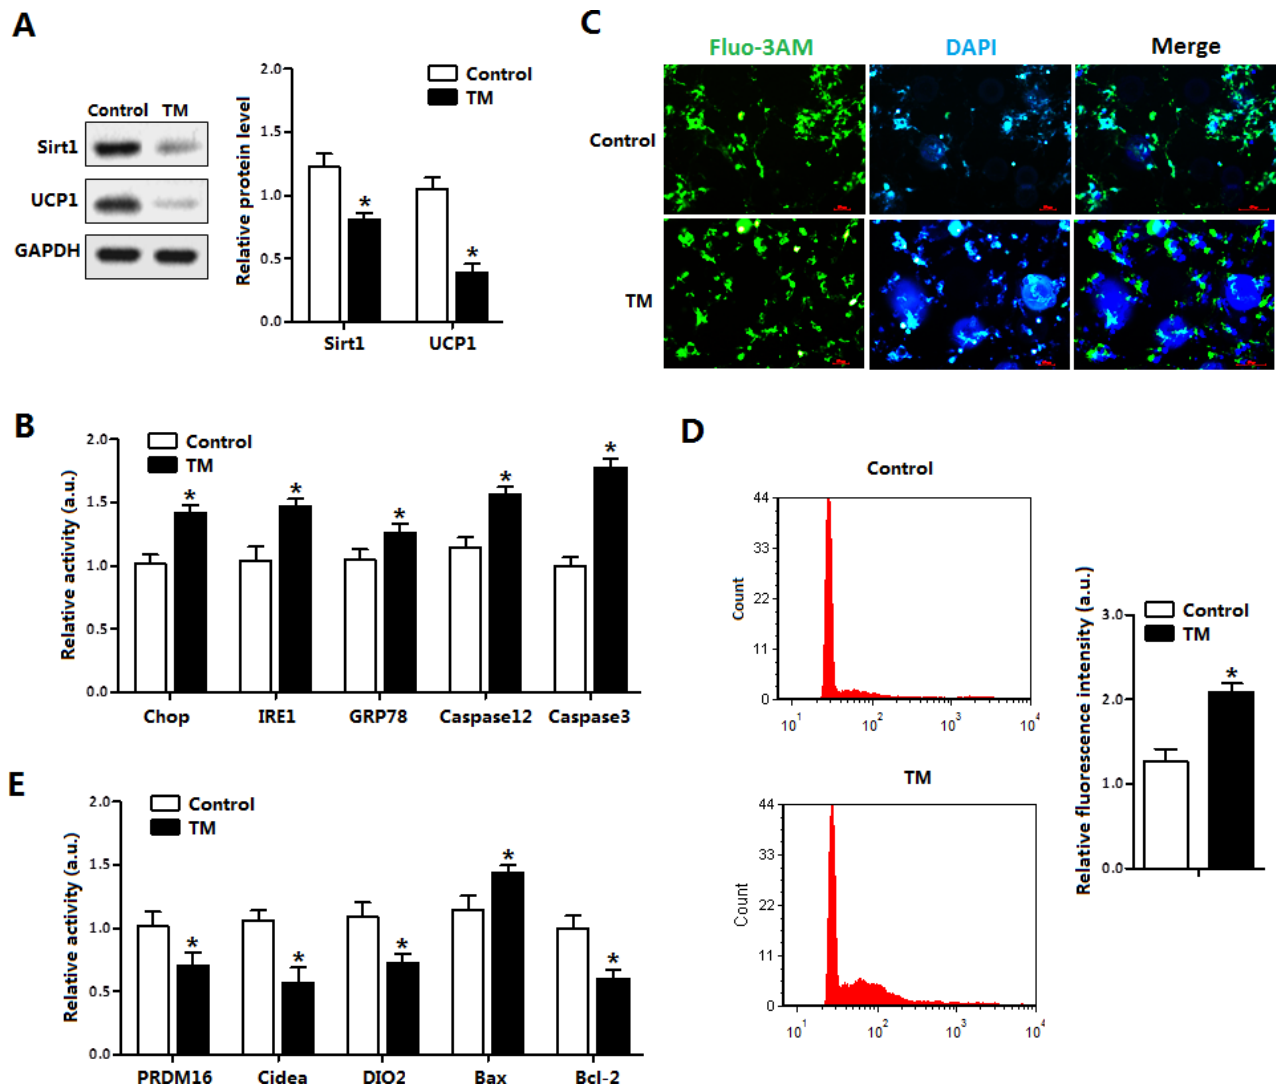 A
Control TM
Sirt1
UCP1
GAPDH
Relative protein level
2.0
1.5
1.0
0.5
0.0
Control
TM
Sirt1 UCP1
C
Fluo-3AM DAPI Merge
Control
TM
B
Relative activity (a.u.)
2.0
1.5
1.0
0.5
0.0
Control
TM
Chop IRE1 GRP78 Caspase12 Caspase3
* * * * *
D
Control
Count
44
33
22
11
0
10¹ 10² 10³ 10⁴
TM
Count
44
33
22
11
0
10¹ 10² 10³ 10⁴
Relative fluorescence intensity (a.u.)
3.0
2.0
1.0
0.0
Control
TM
*
E
Relative activity (a.u.)
2.0
1.5
1.0
0.5
0.0
Control
TM
* * * * *
PRDM16 Cidea DIO2 Bax Bcl-2